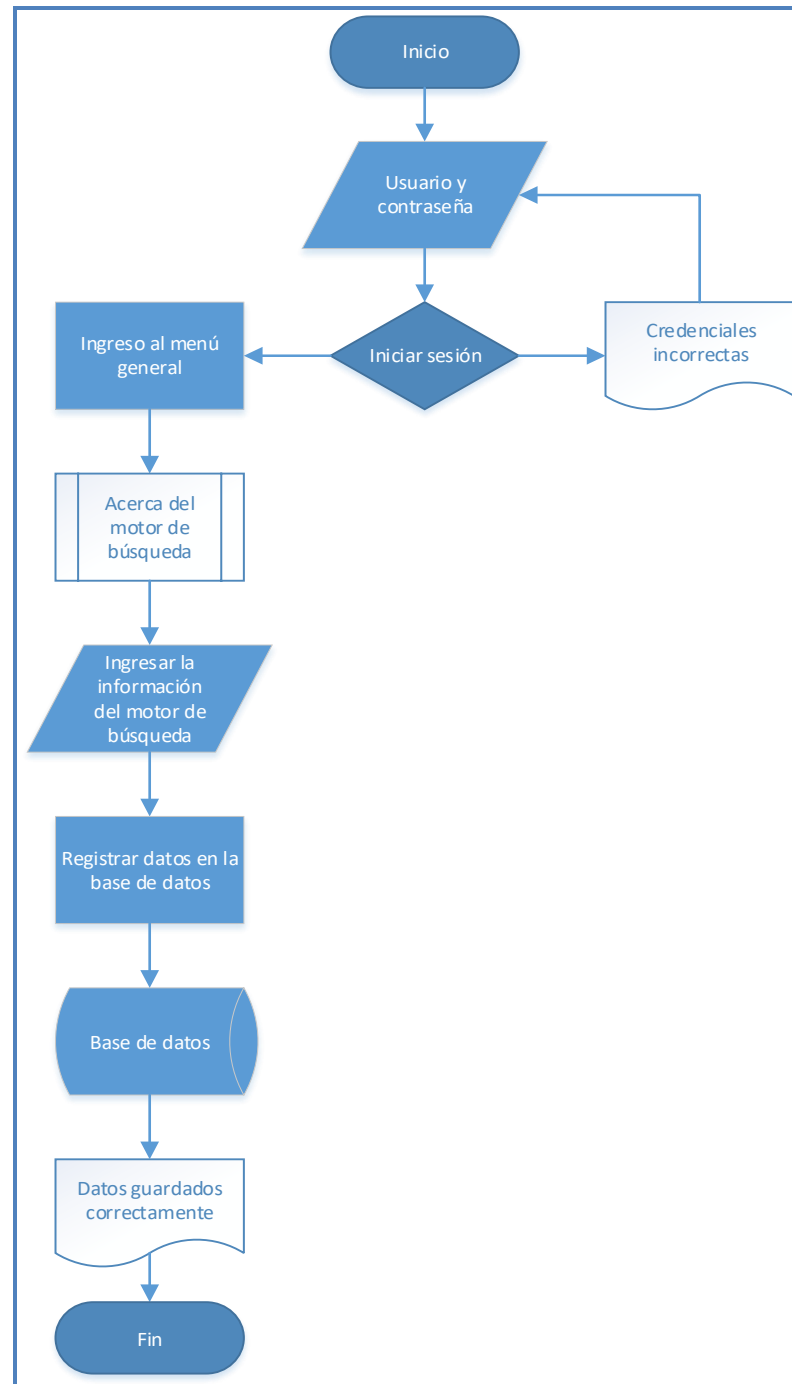 Inicio
Usuario y
contraseña
Iniciar sesión
Credenciales
incorrectas
Ingreso al menú
general
Acerca del
motor de
búsqueda
Ingresar la
información
del motor de
búsqueda
Registrar datos en la
base de datos
Base de datos
Datos guardados
correctamente
Fin